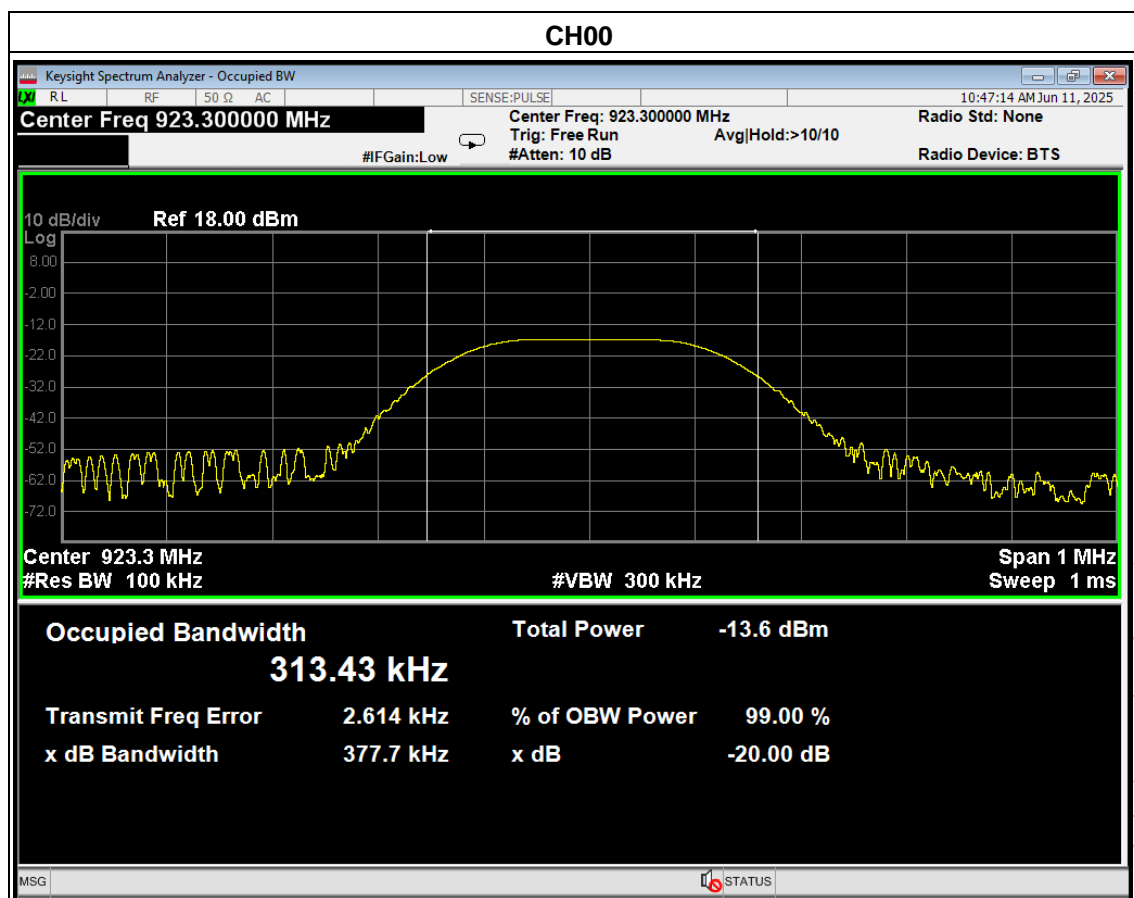 CH00
Keysight Spectrum Analyzer - Occupied BW
LXI RL RF 50 Ω AC SENSE:PULSE 10:47:14 AM Jun 11, 2025
Center Freq 923.300000 MHz Center Freq: 923.300000 MHz Radio Std: None
Trig: Free Run Avg|Hold:>10/10
#IFGain:Low #Atten: 10 dB Radio Device: BTS
10 dB/div Ref 18.00 dBm
Log
8.00
-2.00
-12.0
-22.0
-32.0
-42.0
-52.0
-62.0
-72.0
Center 923.3 MHz Span 1 MHz
#Res BW 100 kHz #VBW 300 kHz Sweep 1 ms
Occupied Bandwidth Total Power -13.6 dBm
313.43 kHz
Transmit Freq Error 2.614 kHz % of OBW Power 99.00 %
x dB Bandwidth 377.7 kHz x dB -20.00 dB
MSG STATUS